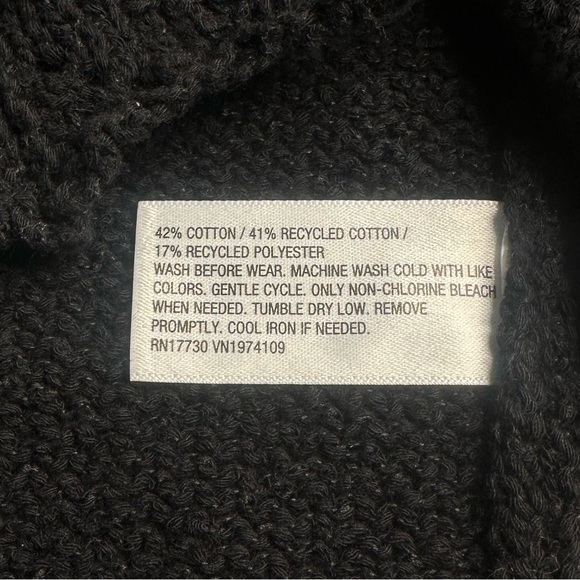 42% COTTON / 41% RECYCLED COTTON /
17% RECYCLED POLYESTER
WASH BEFORE WEAR. MACHINE WASH COLD WITH LIKE
COLORS. GENTLE CYCLE. ONLY NON-CHLORINE BLEACH
WHEN NEEDED. TUMBLE DRY LOW. REMOVE
PROMPTLY. COOL IRON IF NEEDED.
RN17730 VN1974109